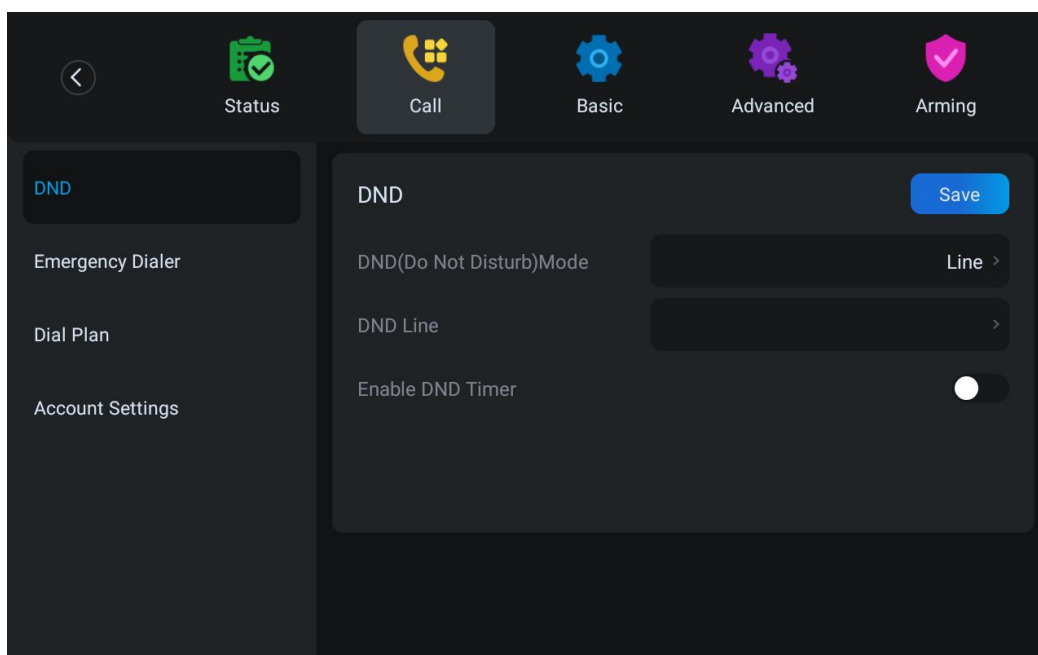 Status
Call
Basic
Advanced
Arming
DND
Emergency Dialer
Dial Plan
Account Settings
DND
Save
DND(Do Not Disturb)Mode
Line
DND Line
Enable DND Timer